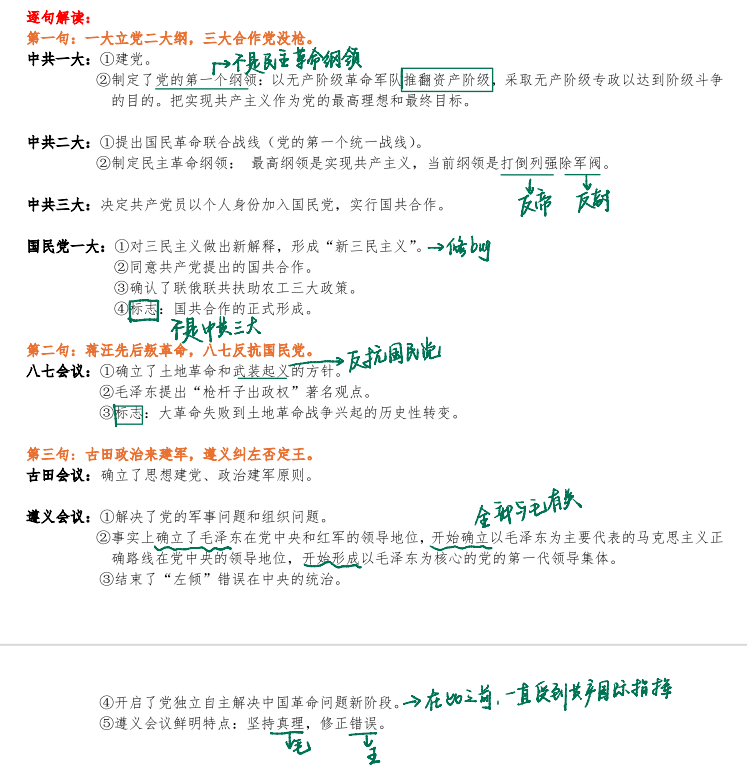 逐句解读：
第一句：一大立党二大纲，三大合作党没枪。
→不是民主革命纲领
中共一大：①建党。
②制定了党的第一个纲领：以无产阶级革命军队推翻资产阶级，采取无产阶级专政以达到阶级斗争
的目的。把实现共产主义作为党的最高理想和最终目标。
中共二大：①提出国民革命联合战线（党的第一个统一战线）。
②制定民主革命纲领： 最高纲领是实现共产主义，当前纲领是打倒列强除军阀。
反帝 反封
中共三大：决定共产党员以个人身份加入国民党，实行国共合作。
国民党一大：①对三民主义做出新解释，形成“新三民主义”。→修bug
②同意共产党提出的国共合作。
③确认了联俄联共扶助农工三大政策。
④标志：国共合作的正式形成。
不是中共三大
第二句：蒋汪先后叛革命，八七反抗国民党。
→反抗国民党
八七会议：①确立了土地革命和武装起义的方针。
②毛泽东提出“枪杆子出政权”著名观点。
③标志：大革命失败到土地革命战争兴起的历史性转变。
第三句：古田政治来建军，遵义纠左否定王。
古田会议：确立了思想建党、政治建军原则。
全部与毛有关
遵义会议：①解决了党的军事问题和组织问题。
②事实上确立了毛泽东在党中央和红军的领导地位，开始确立以毛泽东为主要代表的马克思主义正
确路线在党中央的领导地位，开始形成以毛泽东为核心的党的第一代领导集体。
③结束了“左倾”错误在中央的统治。
④开启了党独立自主解决中国革命问题新阶段。→在此之前，一直受到共产国际指挥
⑤遵义会议鲜明特点：坚持真理，修正错误。
毛 王